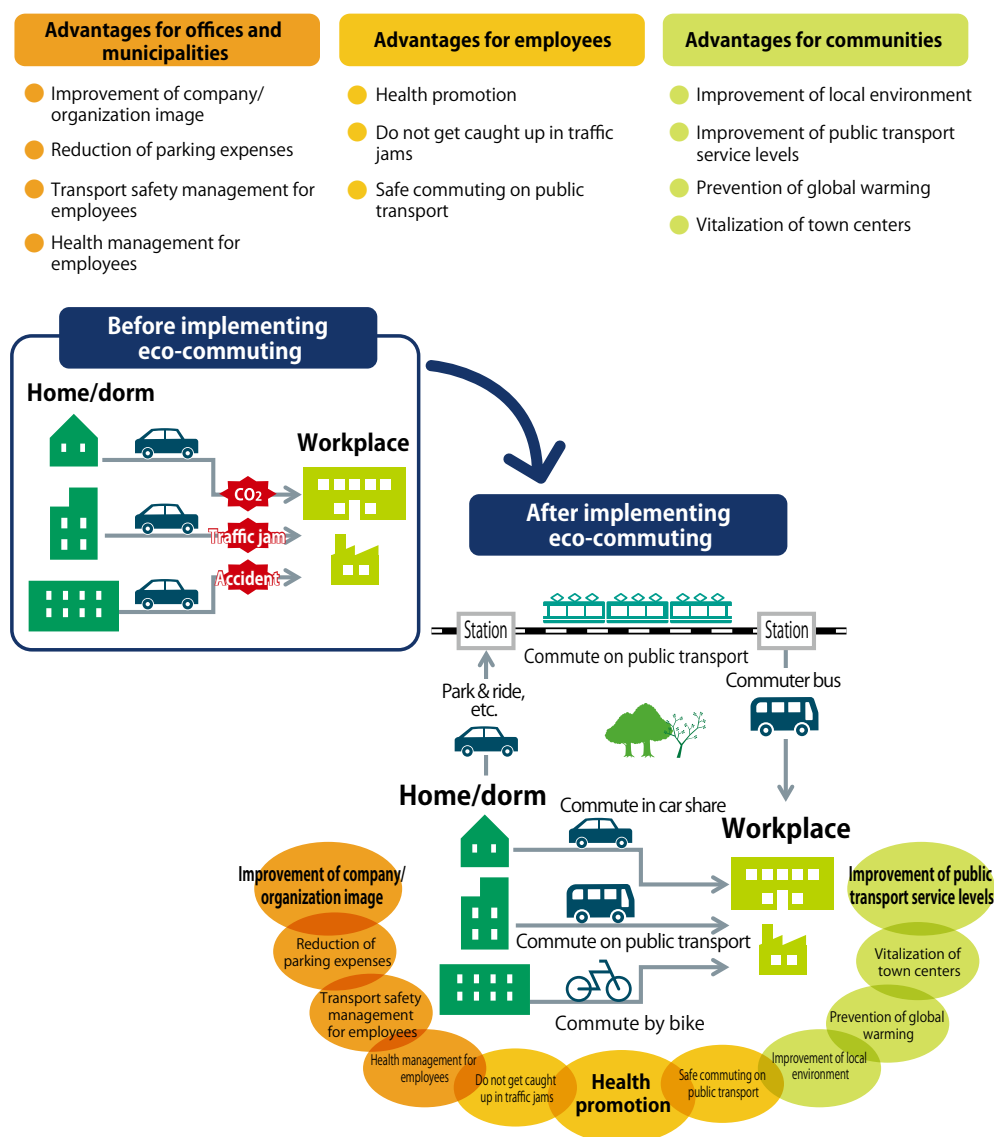 Advantages for offices and
municipalities
Improvement of company/
organization image
Reduction of parking expenses
Transport safety management for
employees
Health management for
employees
Advantages for employees
Health promotion
Do not get caught up in traffic
jams
Safe commuting on public
transport
Advantages for communities
Improvement of local environment
Improvement of public transport
service levels
Prevention of global warming
Vitalization of town centers
Before implementing
eco-commuting
Home/dorm
Workplace
CO2
Traffic jam
Accident
After implementing
eco-commuting
Station
Station
Commute on public transport
Park & ride,
etc.
Commuter bus
Home/dorm
Commute in car share
Workplace
Commute on public transport
Commute by bike
Improvement of company/
organization image
Reduction of
parking expenses
Transport safety
management
for employees
Health management for
employees
Do not get caught
up in traffic jams
Health
promotion
Safe commuting on
public transport
Improvement of local
environment
Prevention of global
warming
Vitalization of
town centers
Improvement of public
transport service levels